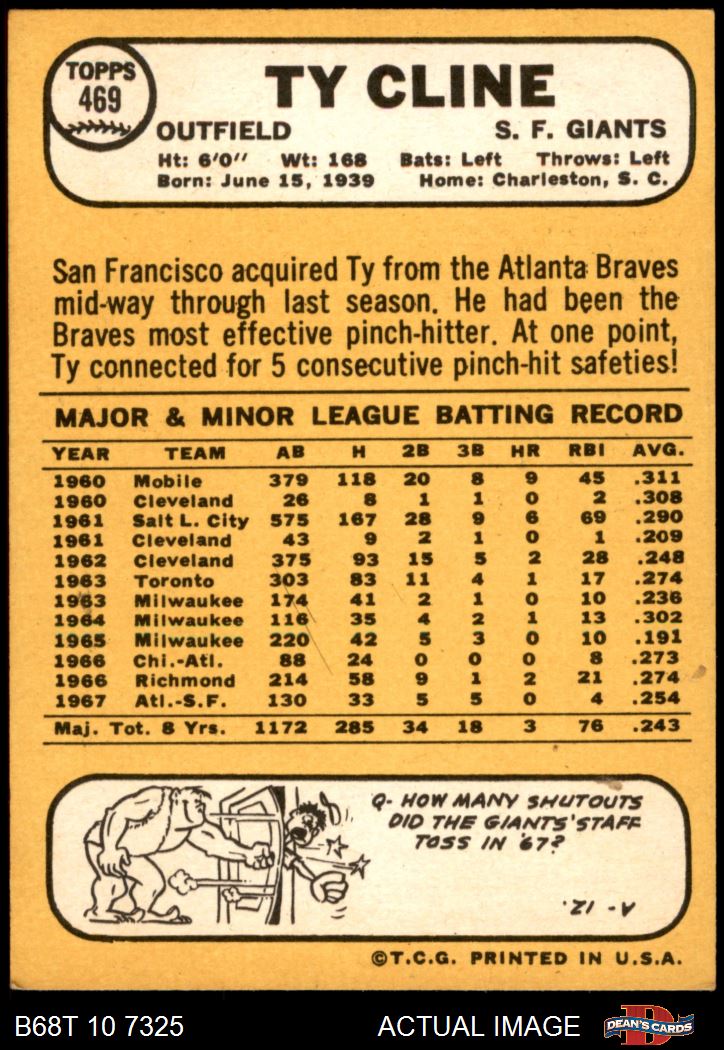 TOPPS
469
TY CLINE
OUTFIELD S. F. GIANTS
Ht: 6'0" Wt: 168 Bats: Left Throws: Left
Born: June 15, 1939 Home: Charleston, S. C.
San Francisco acquired Ty from the Atlanta Braves
mid-way through last season. He had been the
Braves most effective pinch-hitter. At one point,
Ty connected for 5 consecutive pinch-hit safeties!
MAJOR & MINOR LEAGUE BATTING RECORD
YEAR TEAM AB H 2B 3B HR RBI AVG.
1960 Mobile 379 118 20 8 9 45 .311
1960 Cleveland 26 8 1 1 0 2 .308
1961 Salt L. City 575 167 28 9 6 69 .290
1961 Cleveland 43 9 2 1 0 1 .209
1962 Cleveland 375 93 15 5 2 28 .248
1963 Toronto 303 83 11 4 1 17 .274
1963 Milwaukee 174 41 2 1 0 10 .236
1964 Milwaukee 116 35 4 2 1 13 .302
1965 Milwaukee 220 42 5 3 0 10 .191
1966 Chi.-Atl. 88 24 0 0 0 8 .273
1966 Richmond 214 58 9 1 2 21 .274
1967 Atl.-S.F. 130 33 5 5 0 4 .254
Maj. Tot. 8 Yrs. 1172 285 34 18 3 76 .243
Q- HOW MANY SHUTOUTS
DID THE GIANTS' STAFF
TOSS IN '67?
A- 12.
©T.C.G. PRINTED IN U.S.A.
B68T 10 7325 ACTUAL IMAGE D DEAN'S CARDS